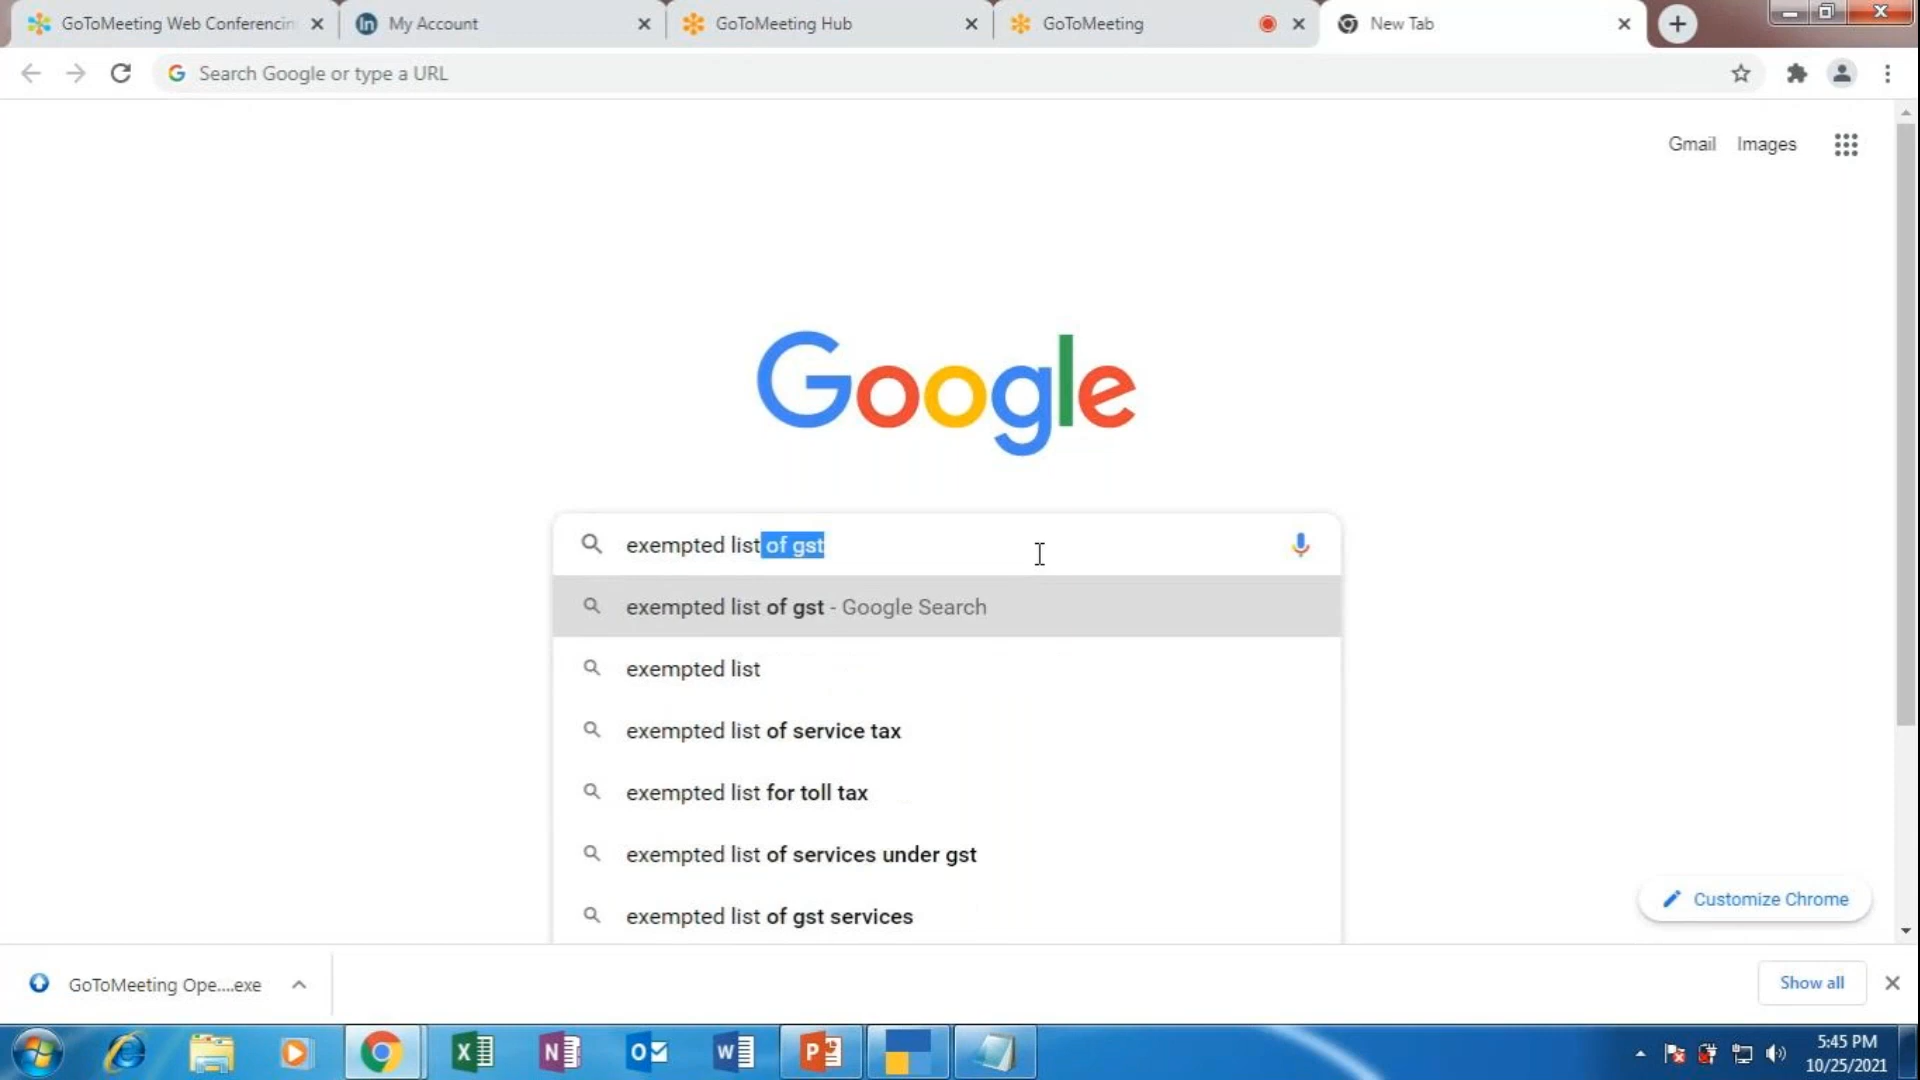 GoToMeeting Web Conferencin
My Account
GoToMeeting Hub
GoToMeeting
New Tab
Search Google or type a URL
Gmail
Images
Google
exempted list of gst
exempted list of gst - Google Search
exempted list
exempted list of service tax
exempted list for toll tax
exempted list of services under gst
exempted list of gst services
Customize Chrome
GoToMeeting Ope....exe
Show all
5:45 PM
10/25/2021